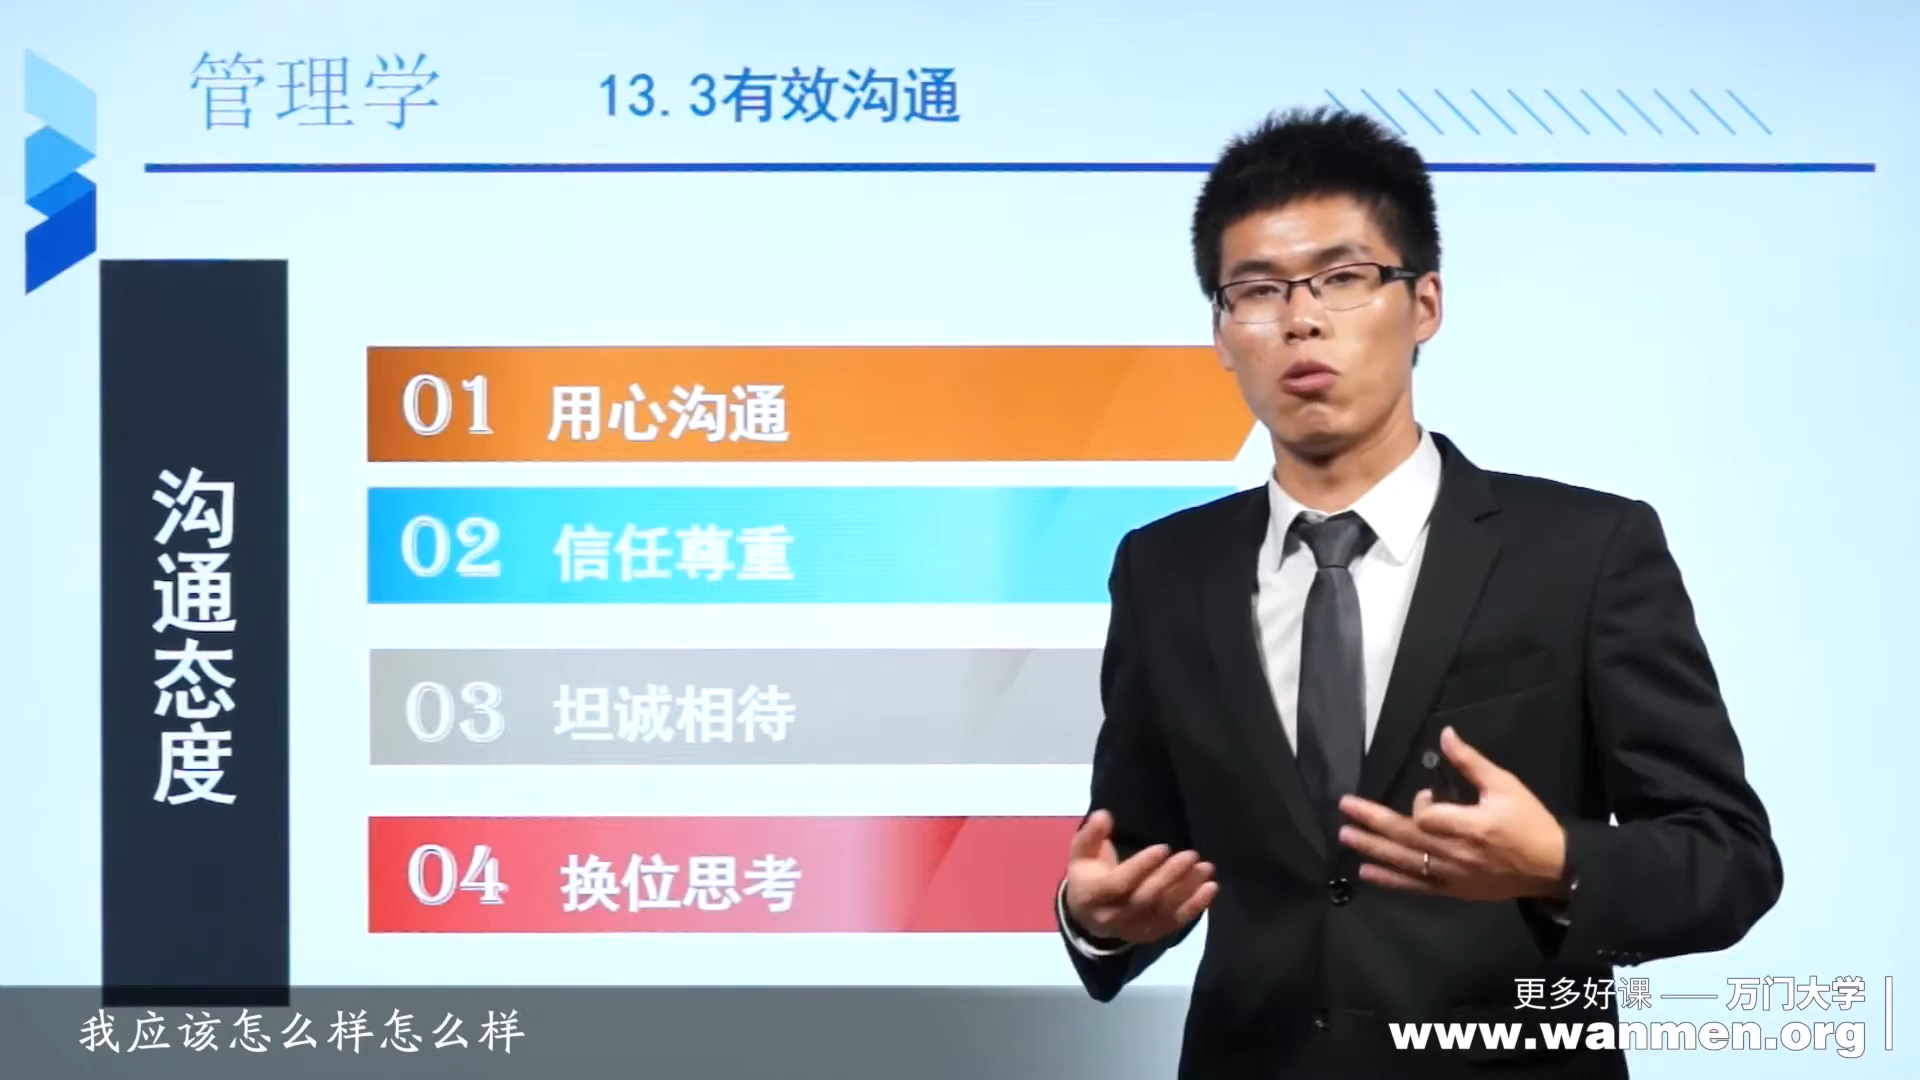 管理学
13.3有效沟通
沟通态度
01 用心沟通
02 信任尊重
03 坦诚相待
04 换位思考
我应该怎么样怎么样
更多好课 —— 万门大学
www.wanmen.org